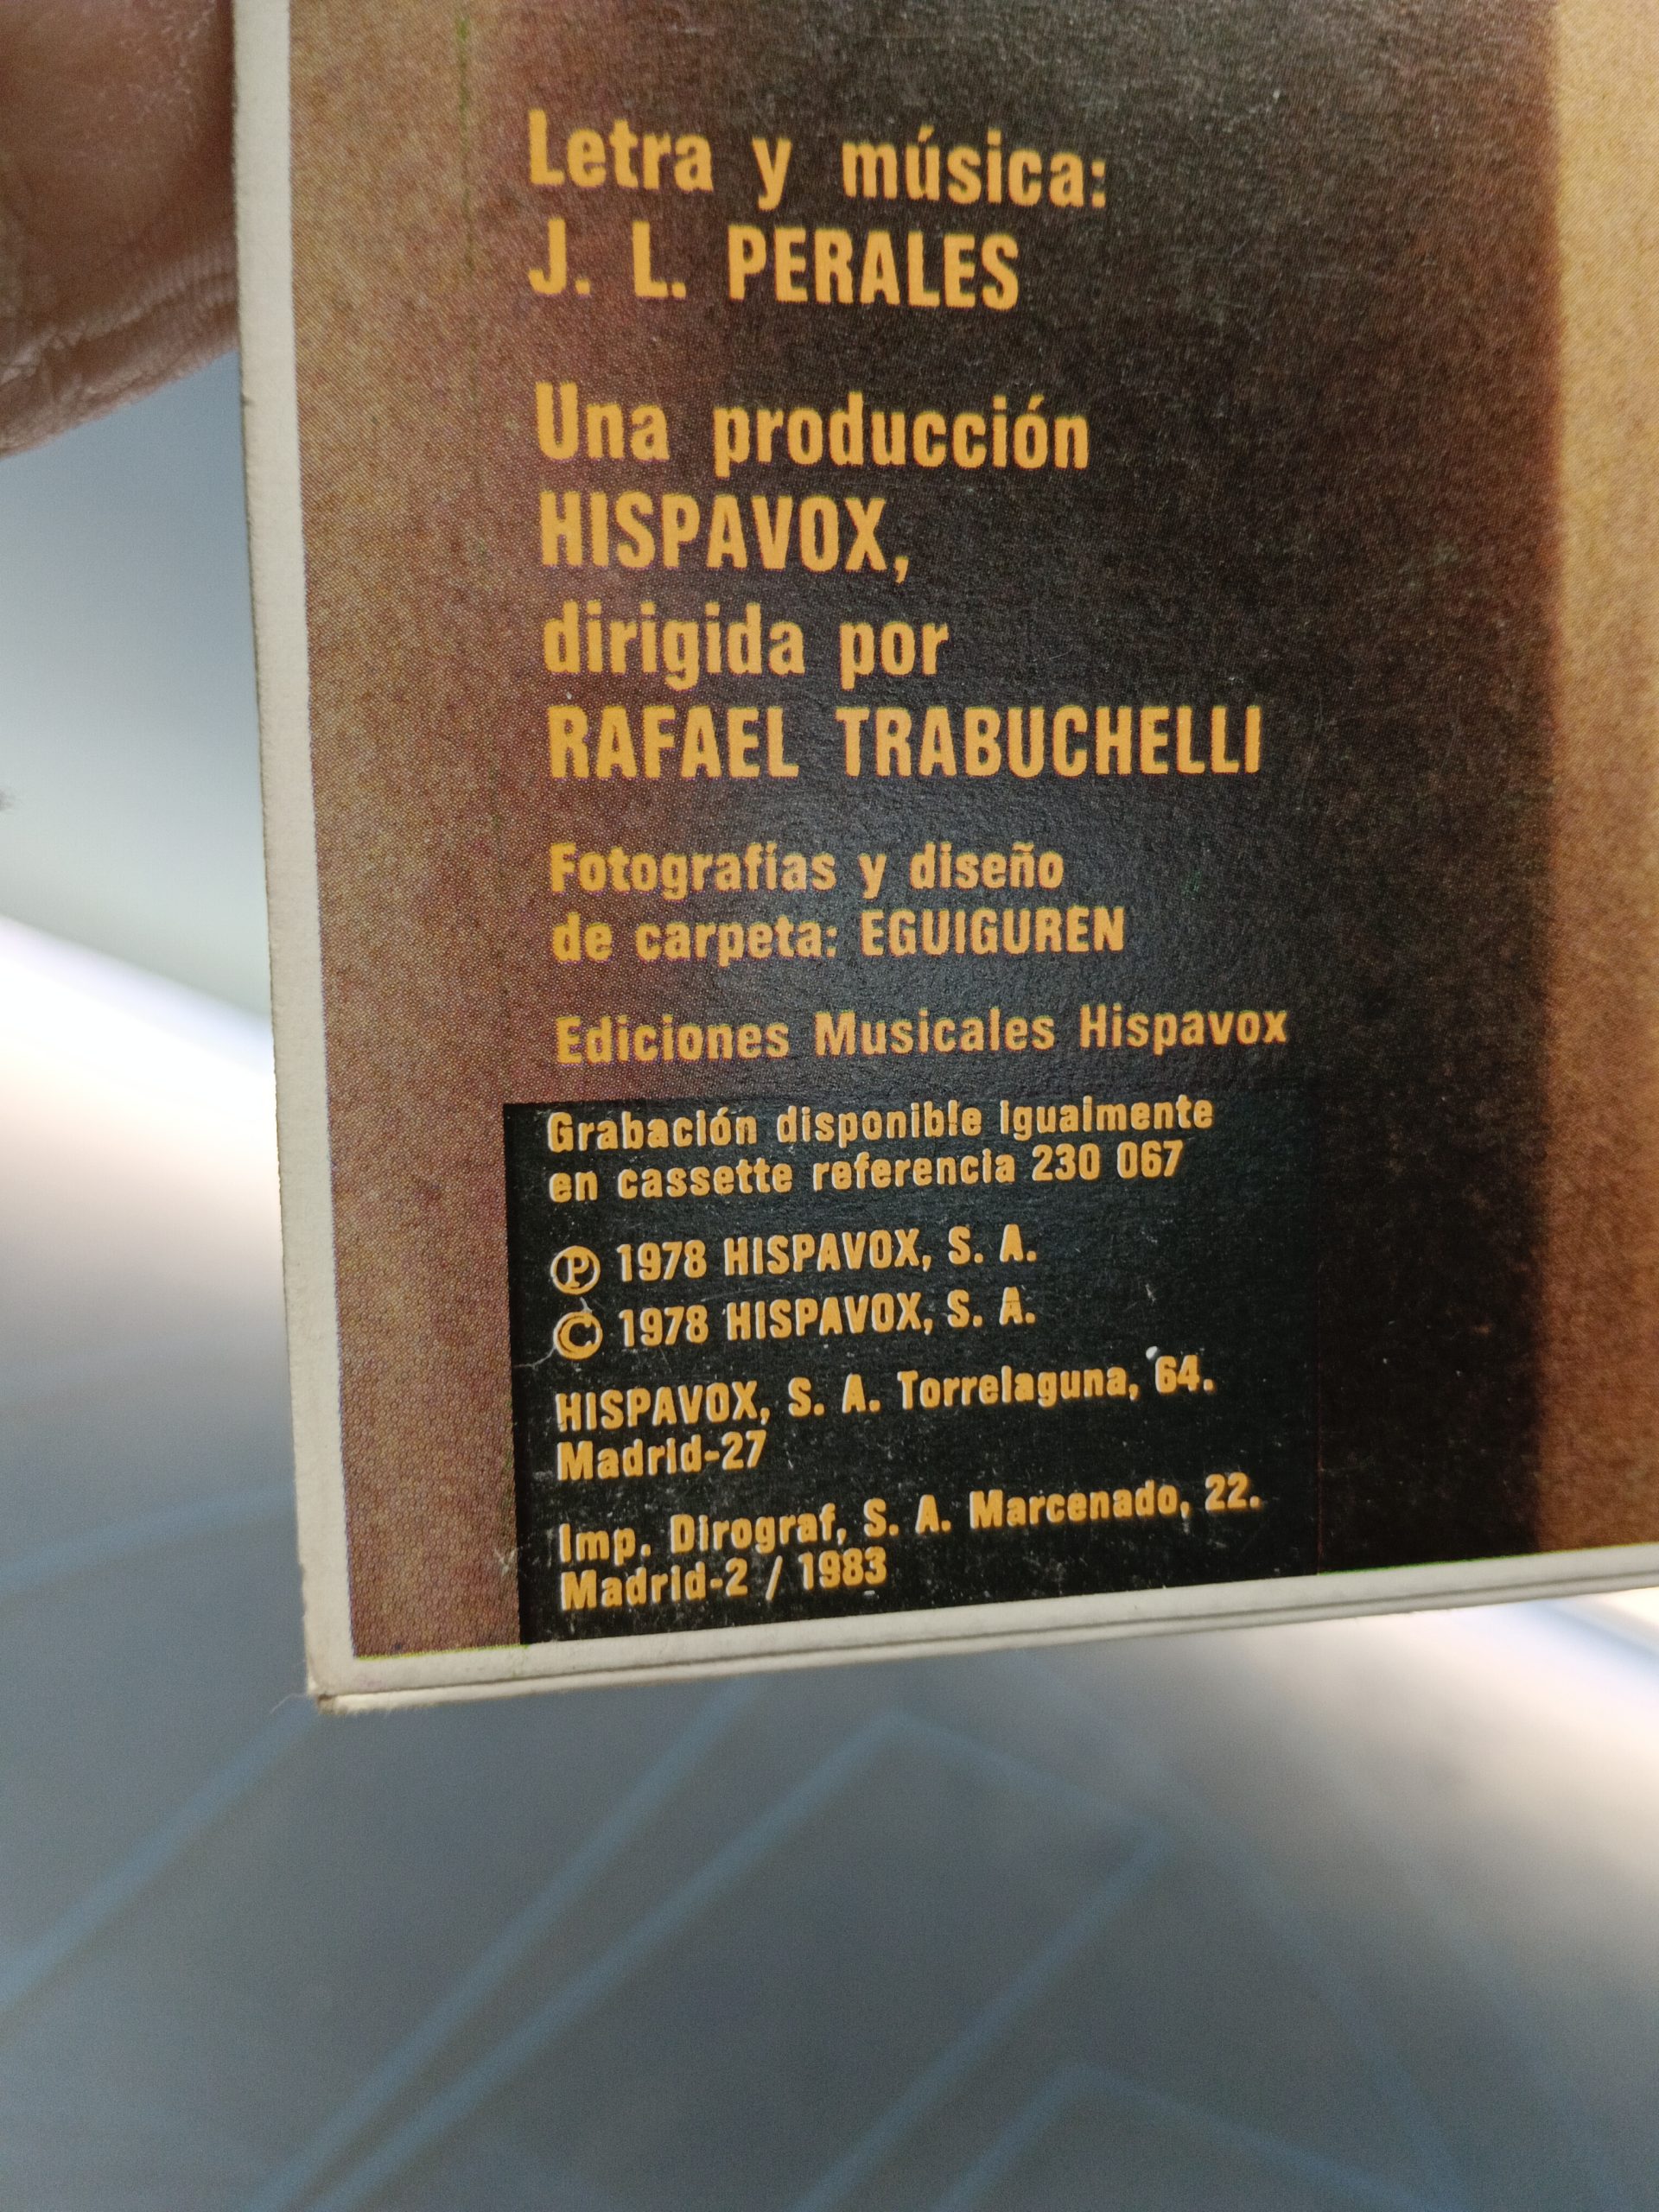 Letra y música:
J. L. PERALES
Una producción
HISPAVOX,
dirigida por
RAFAEL TRABUCHELLI
Fotografías y diseño
de carpeta: EGUIGUREN
Ediciones Musicales Hispavox
Grabación disponible igualmente
en cassette referencia 230 067
Ⓟ 1978 HISPAVOX, S. A.
© 1978 HISPAVOX, S. A.
HISPAVOX, S. A. Torrelaguna, 64.
Madrid-27
Imp. Dirograf, S. A. Marcenado, 22.
Madrid-2 / 1983